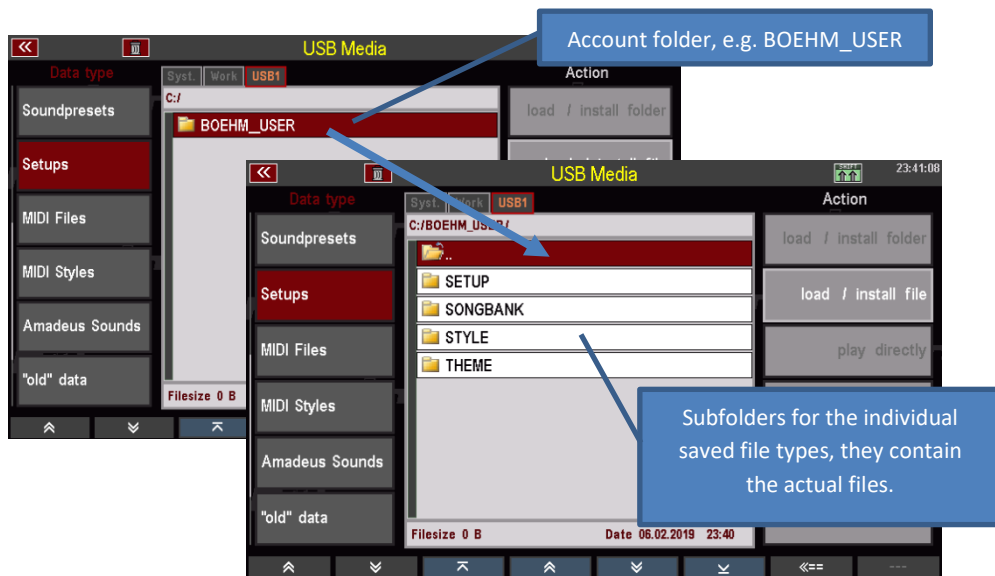 Account folder, e.g. BOEHM_USER
USB Media
Data type
Syst. Work USB1
Action
C:/
Soundpresets
load / install folder
BOEHM_USER
Setups
MIDI Files
MIDI Styles
Amadeus Sounds
"old" data
Filesize 0 B
USB Media
SHIFT
23:41:08
Data type
Syst. Work USB1
Action
C:/BOEHM_USER/
Soundpresets
load / install folder
..
Setups
SETUP
load / install file
SONGBANK
MIDI Files
STYLE
play directly
THEME
MIDI Styles
Amadeus Sounds
"old" data
Filesize 0 B
Date 06.02.2019 23:40
«==
---
Subfolders for the individual
saved file types, they contain
the actual files.